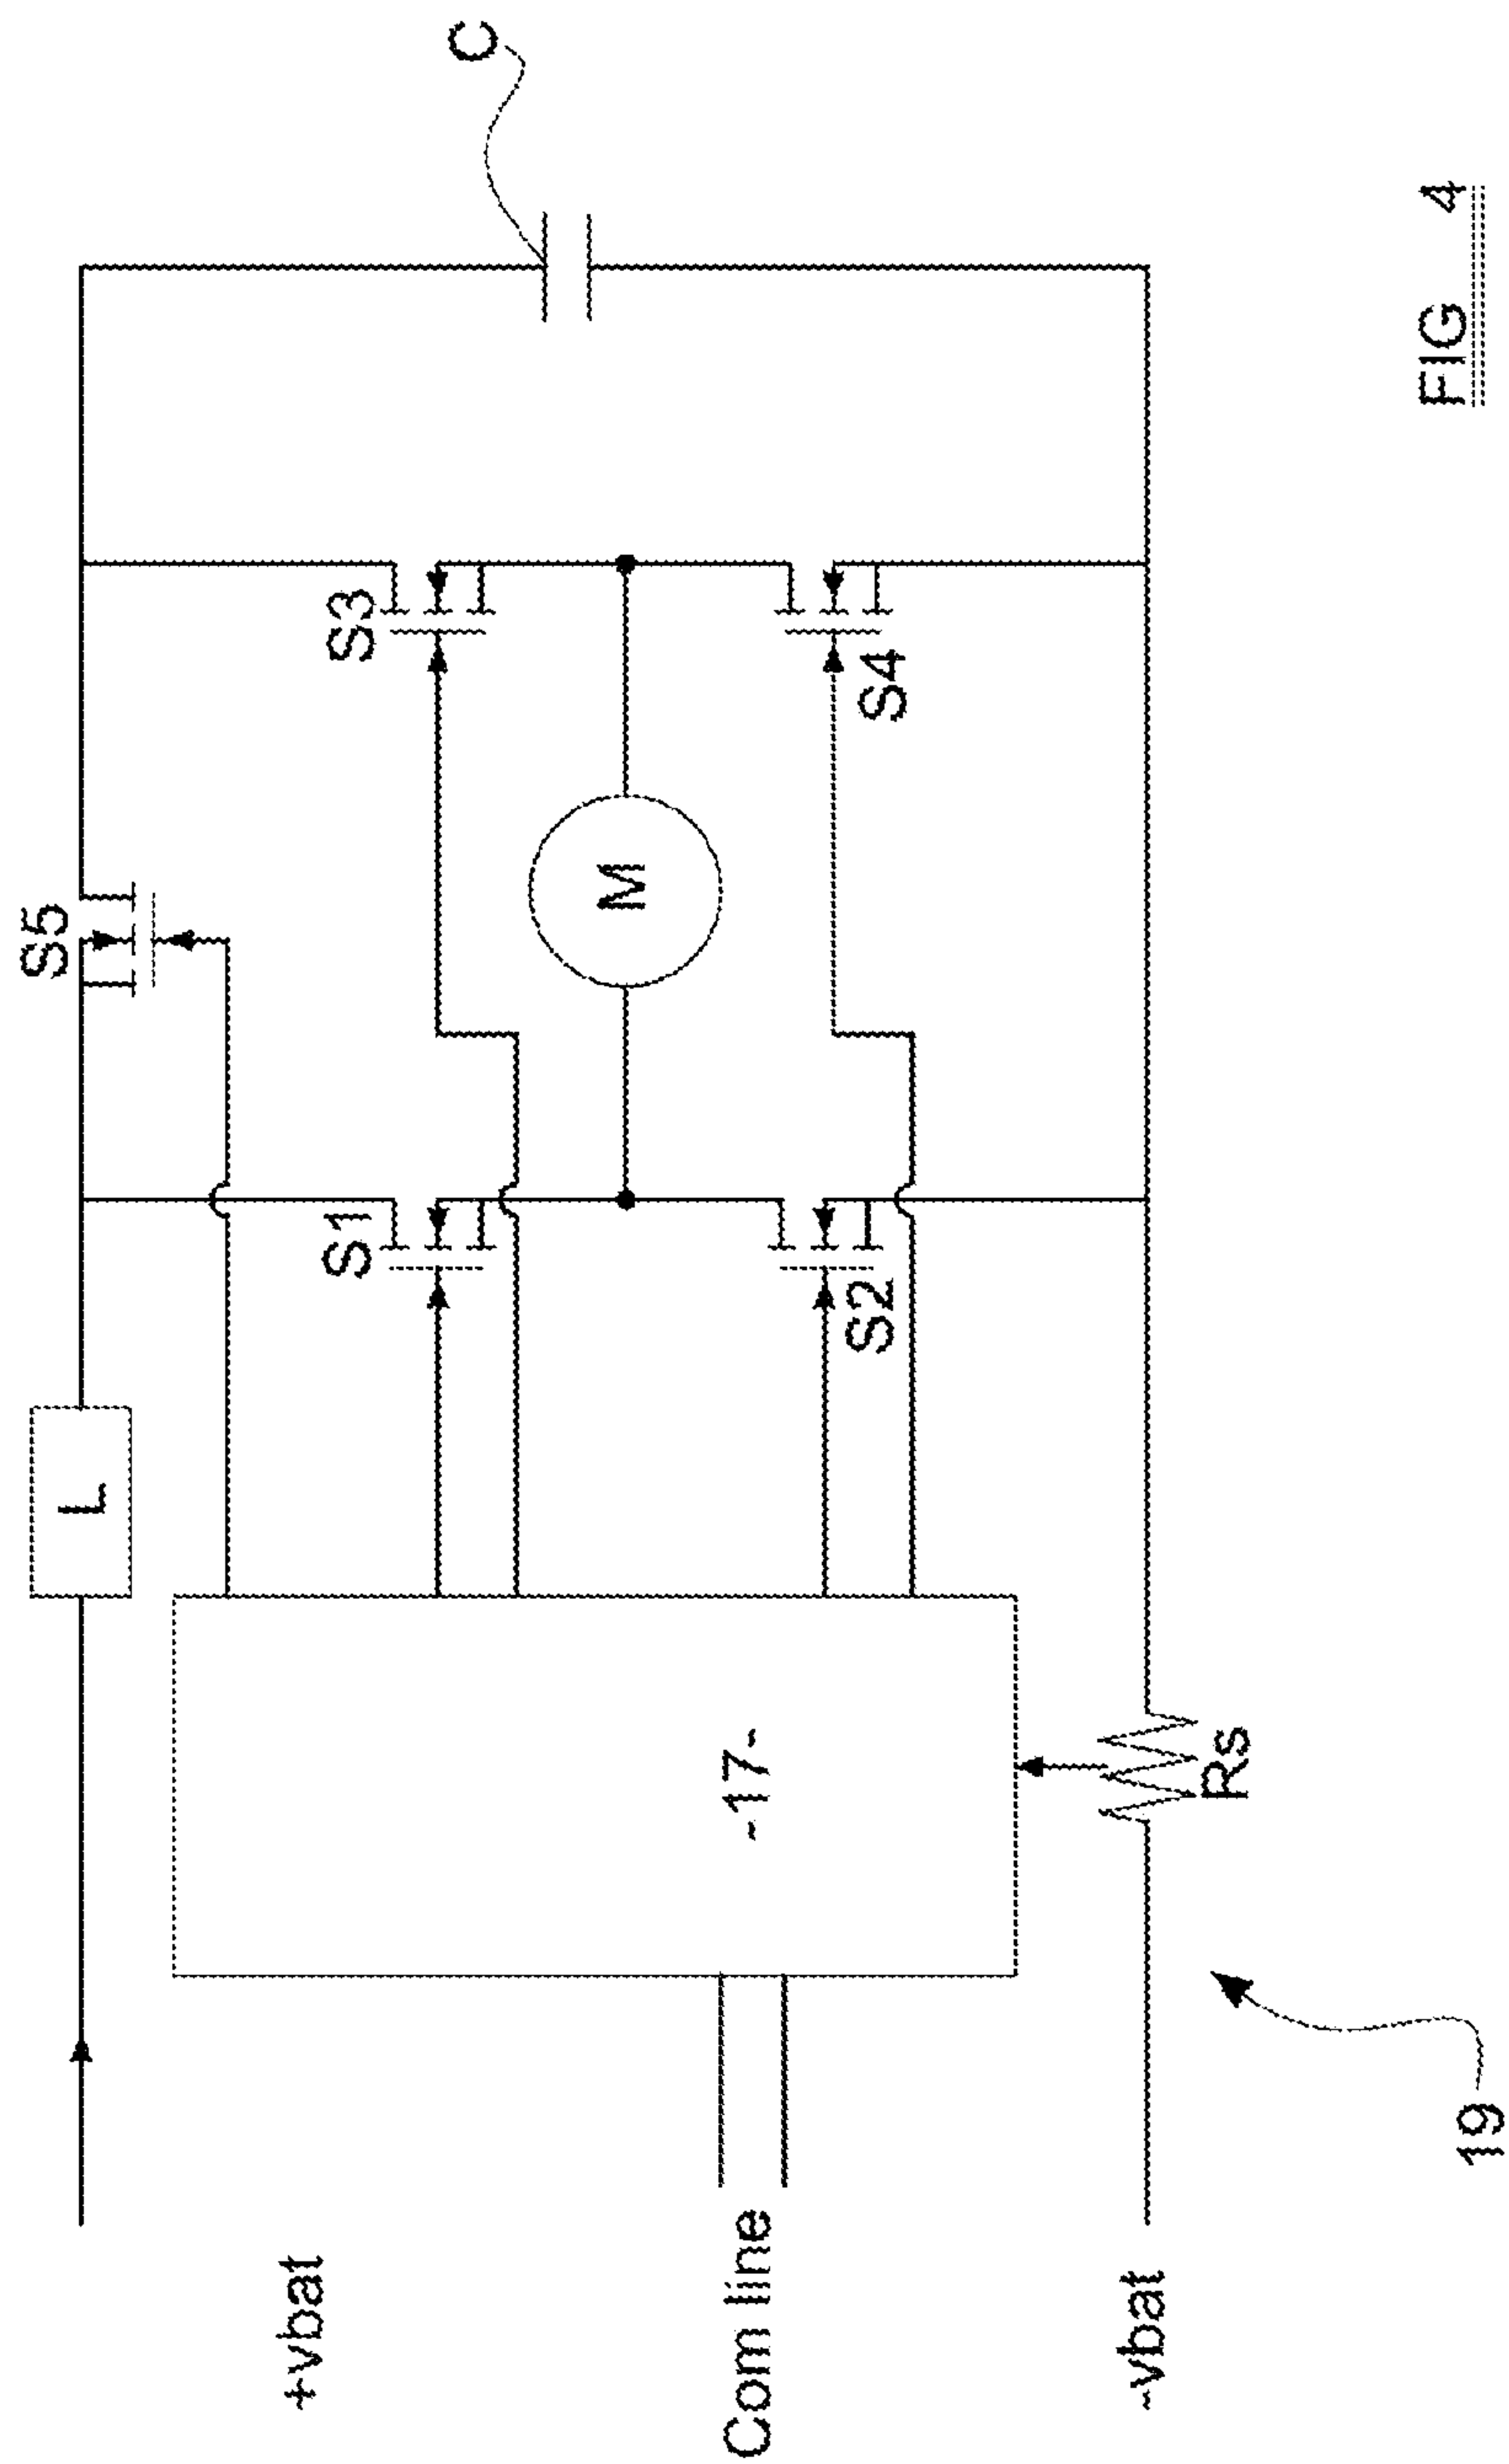 +vbat
Com line
-vbat
19
-17-
Rs
L
S1
S2
S5
M
S3
S4
C
FIG 4